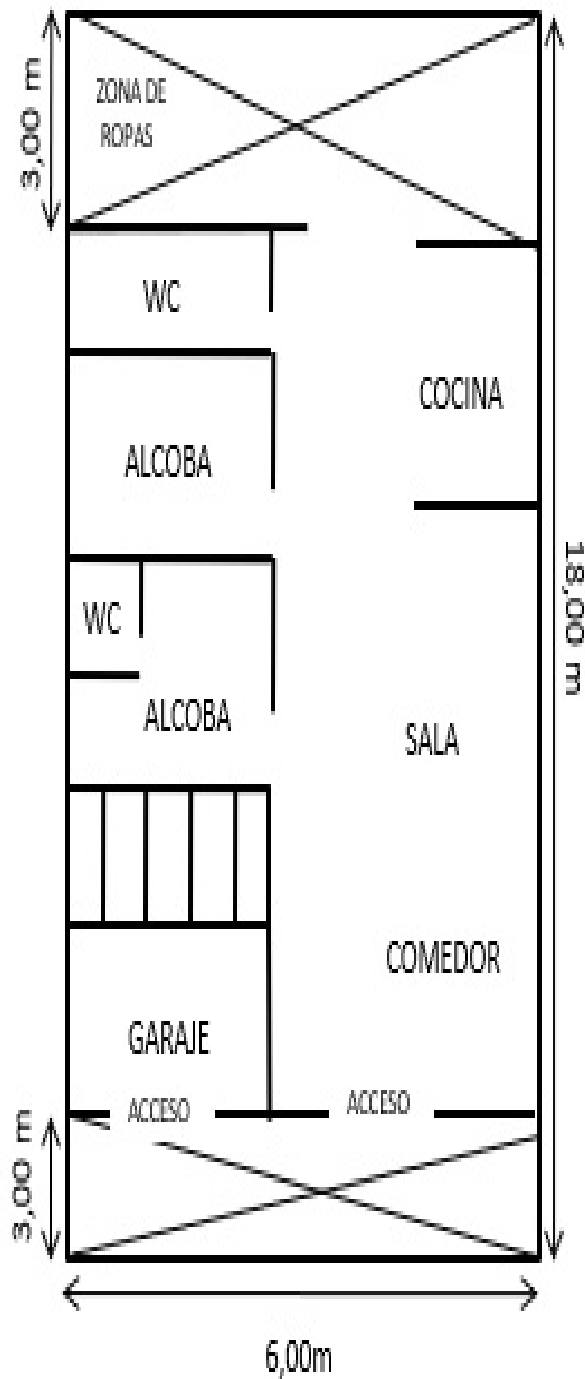 3,00 m
ZONA DE
ROPAS
WC
COCINA
ALCOBA
18,00 m
WC
ALCOBA
SALA
COMEDOR
GARAJE
ACCESO
ACCESO
3,00 m
6,00m